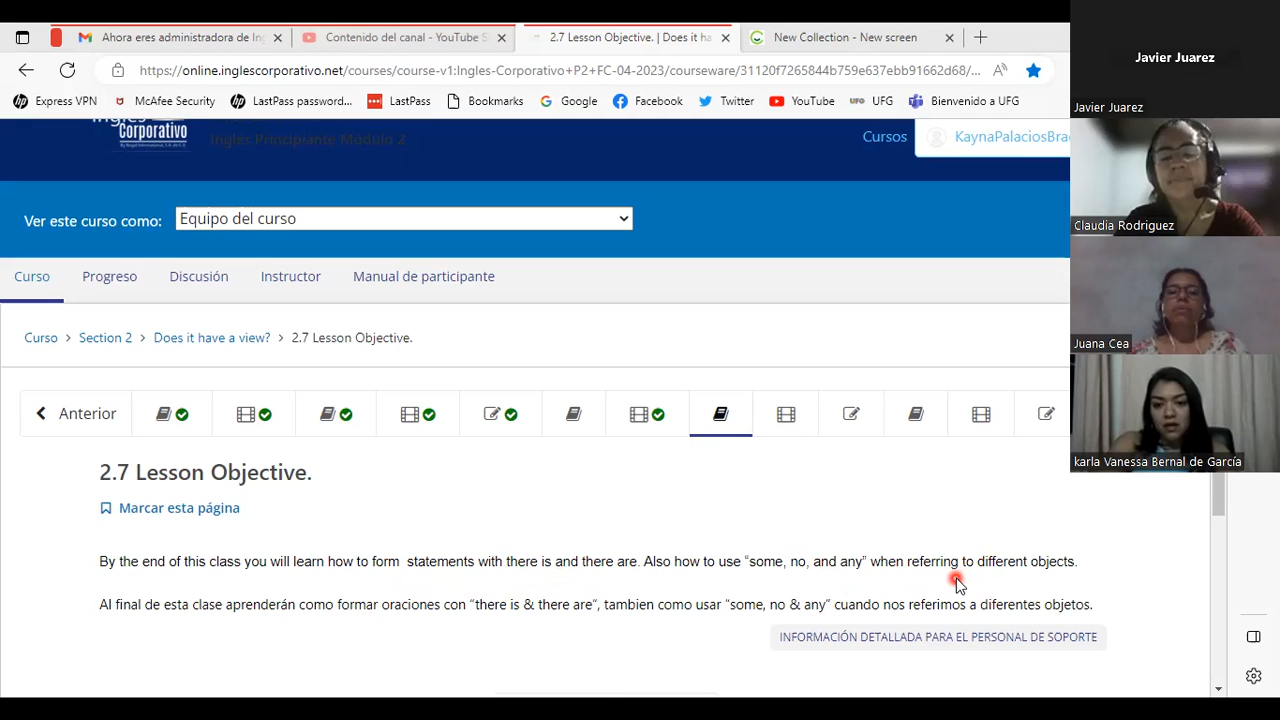 Ahora eres administradora de In
Contenido del canal - YouTube S
2.7 Lesson Objective. | Does it ha
New Collection - New screen
https://online.inglescorporativo.net/courses/course-v1:Ingles-Corporativo+P2+FC-04-2023/courseware/31120f7265844b759e637ebb91662d68/...
Express VPN
McAfee Security
LastPass password...
LastPass
Bookmarks
Google
Facebook
Twitter
YouTube
UFG
Bienvenido a UFG
Corporativo
Inglés Principiante Módulo 2
Cursos
KaynaPalaciosBra
Ver este curso como:
Equipo del curso
Curso
Progreso
Discusión
Instructor
Manual de participante
Curso > Section 2 > Does it have a view? > 2.7 Lesson Objective.
Anterior
2.7 Lesson Objective.
Marcar esta página
By the end of this class you will learn how to form statements with there is and there are. Also how to use “some, no, and any” when referring to different objects.
Al final de esta clase aprenderán como formar oraciones con “there is & there are“, tambien como usar “some, no & any” cuando nos referimos a diferentes objetos.
INFORMACIÓN DETALLADA PARA EL PERSONAL DE SOPORTE
Javier Juarez
Javier Juarez
Claudia Rodriguez
Juana Cea
karla Vanessa Bernal de García